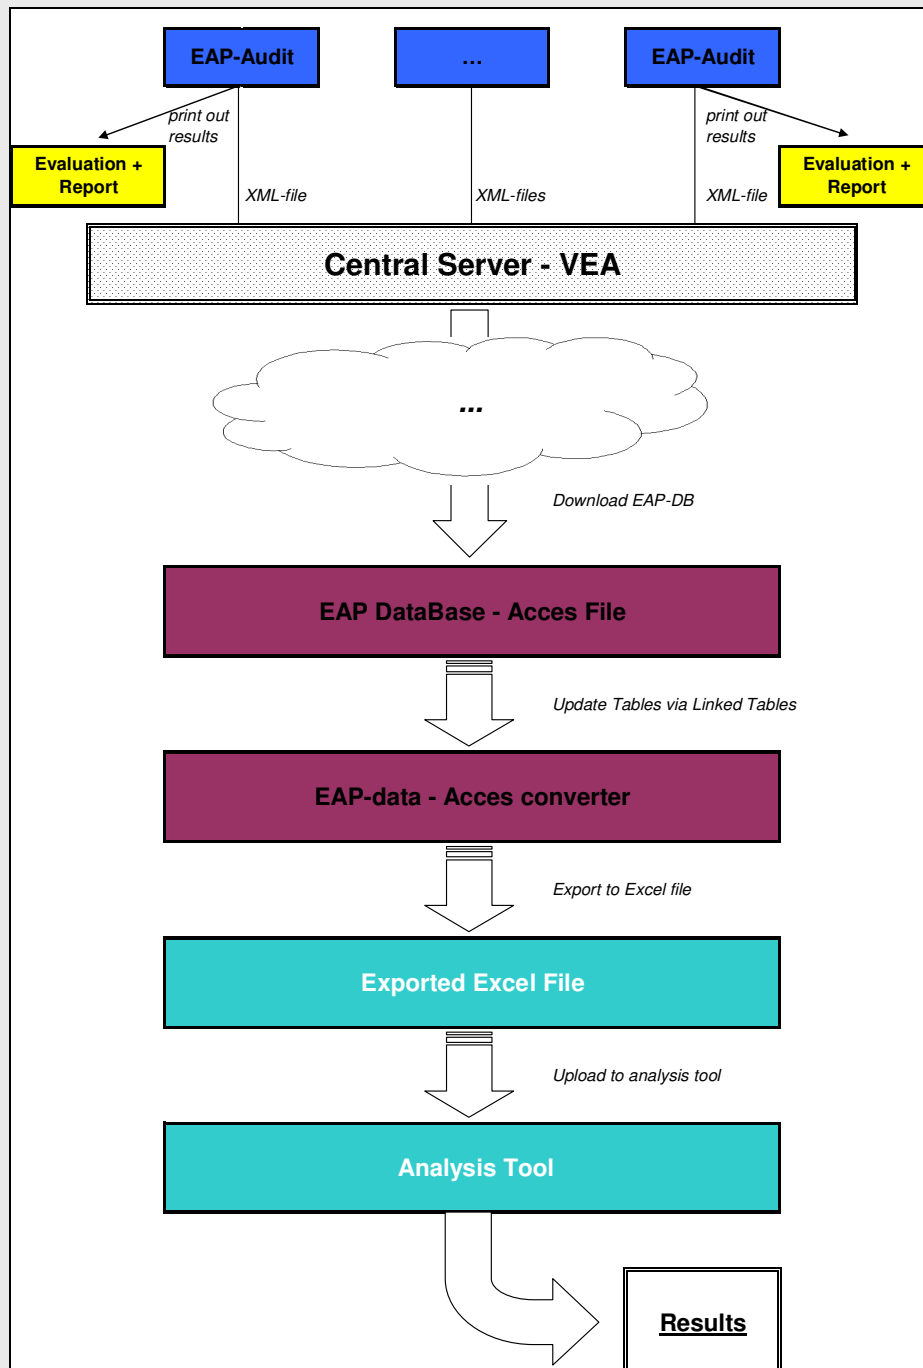 EAP-Audit
...
EAP-Audit
print out
results
print out
results
Evaluation +
Report
Evaluation +
Report
XML-file
XML-files
XML-file
Central Server - VEA
...
Download EAP-DB
EAP DataBase - Acces File
Update Tables via Linked Tables
EAP-data - Acces converter
Export to Excel file
Exported Excel File
Upload to analysis tool
Analysis Tool
Results